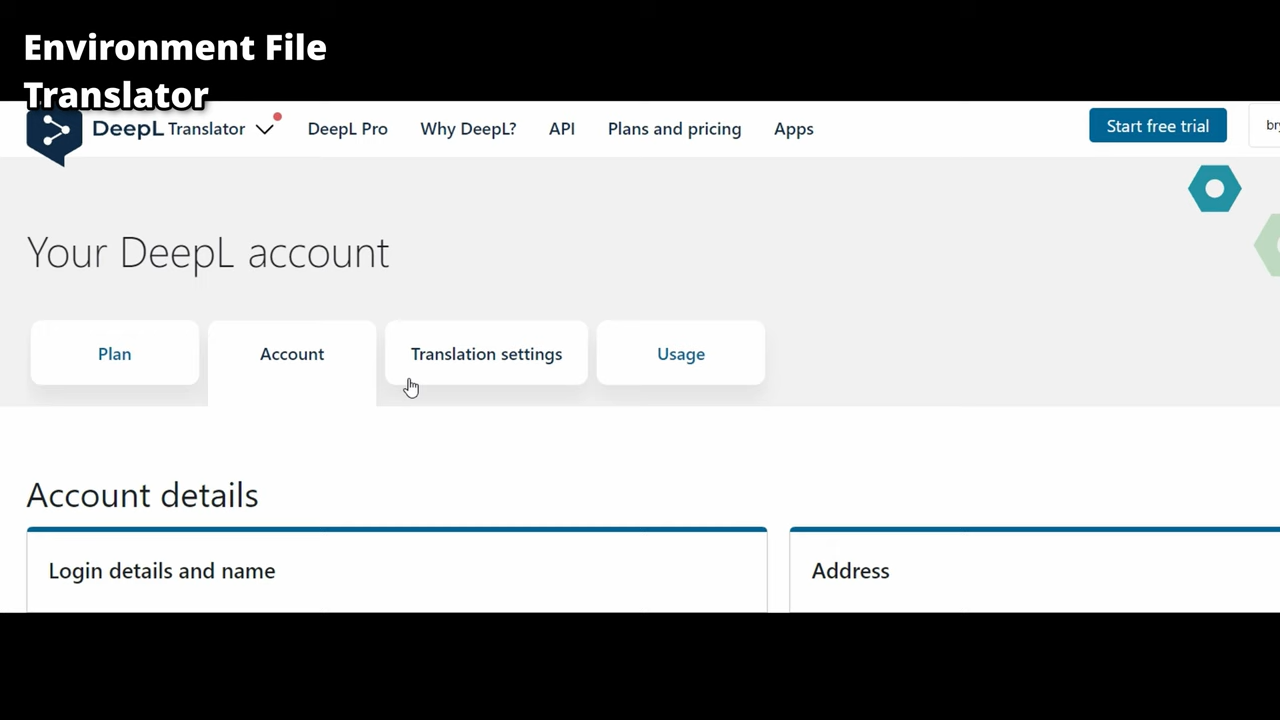 Environment File
Translator
DeepL Translator DeepL Pro Why DeepL? API Plans and pricing Apps Start free trial
Your DeepL account
Plan Account Translation settings Usage
Account details
Login details and name Address